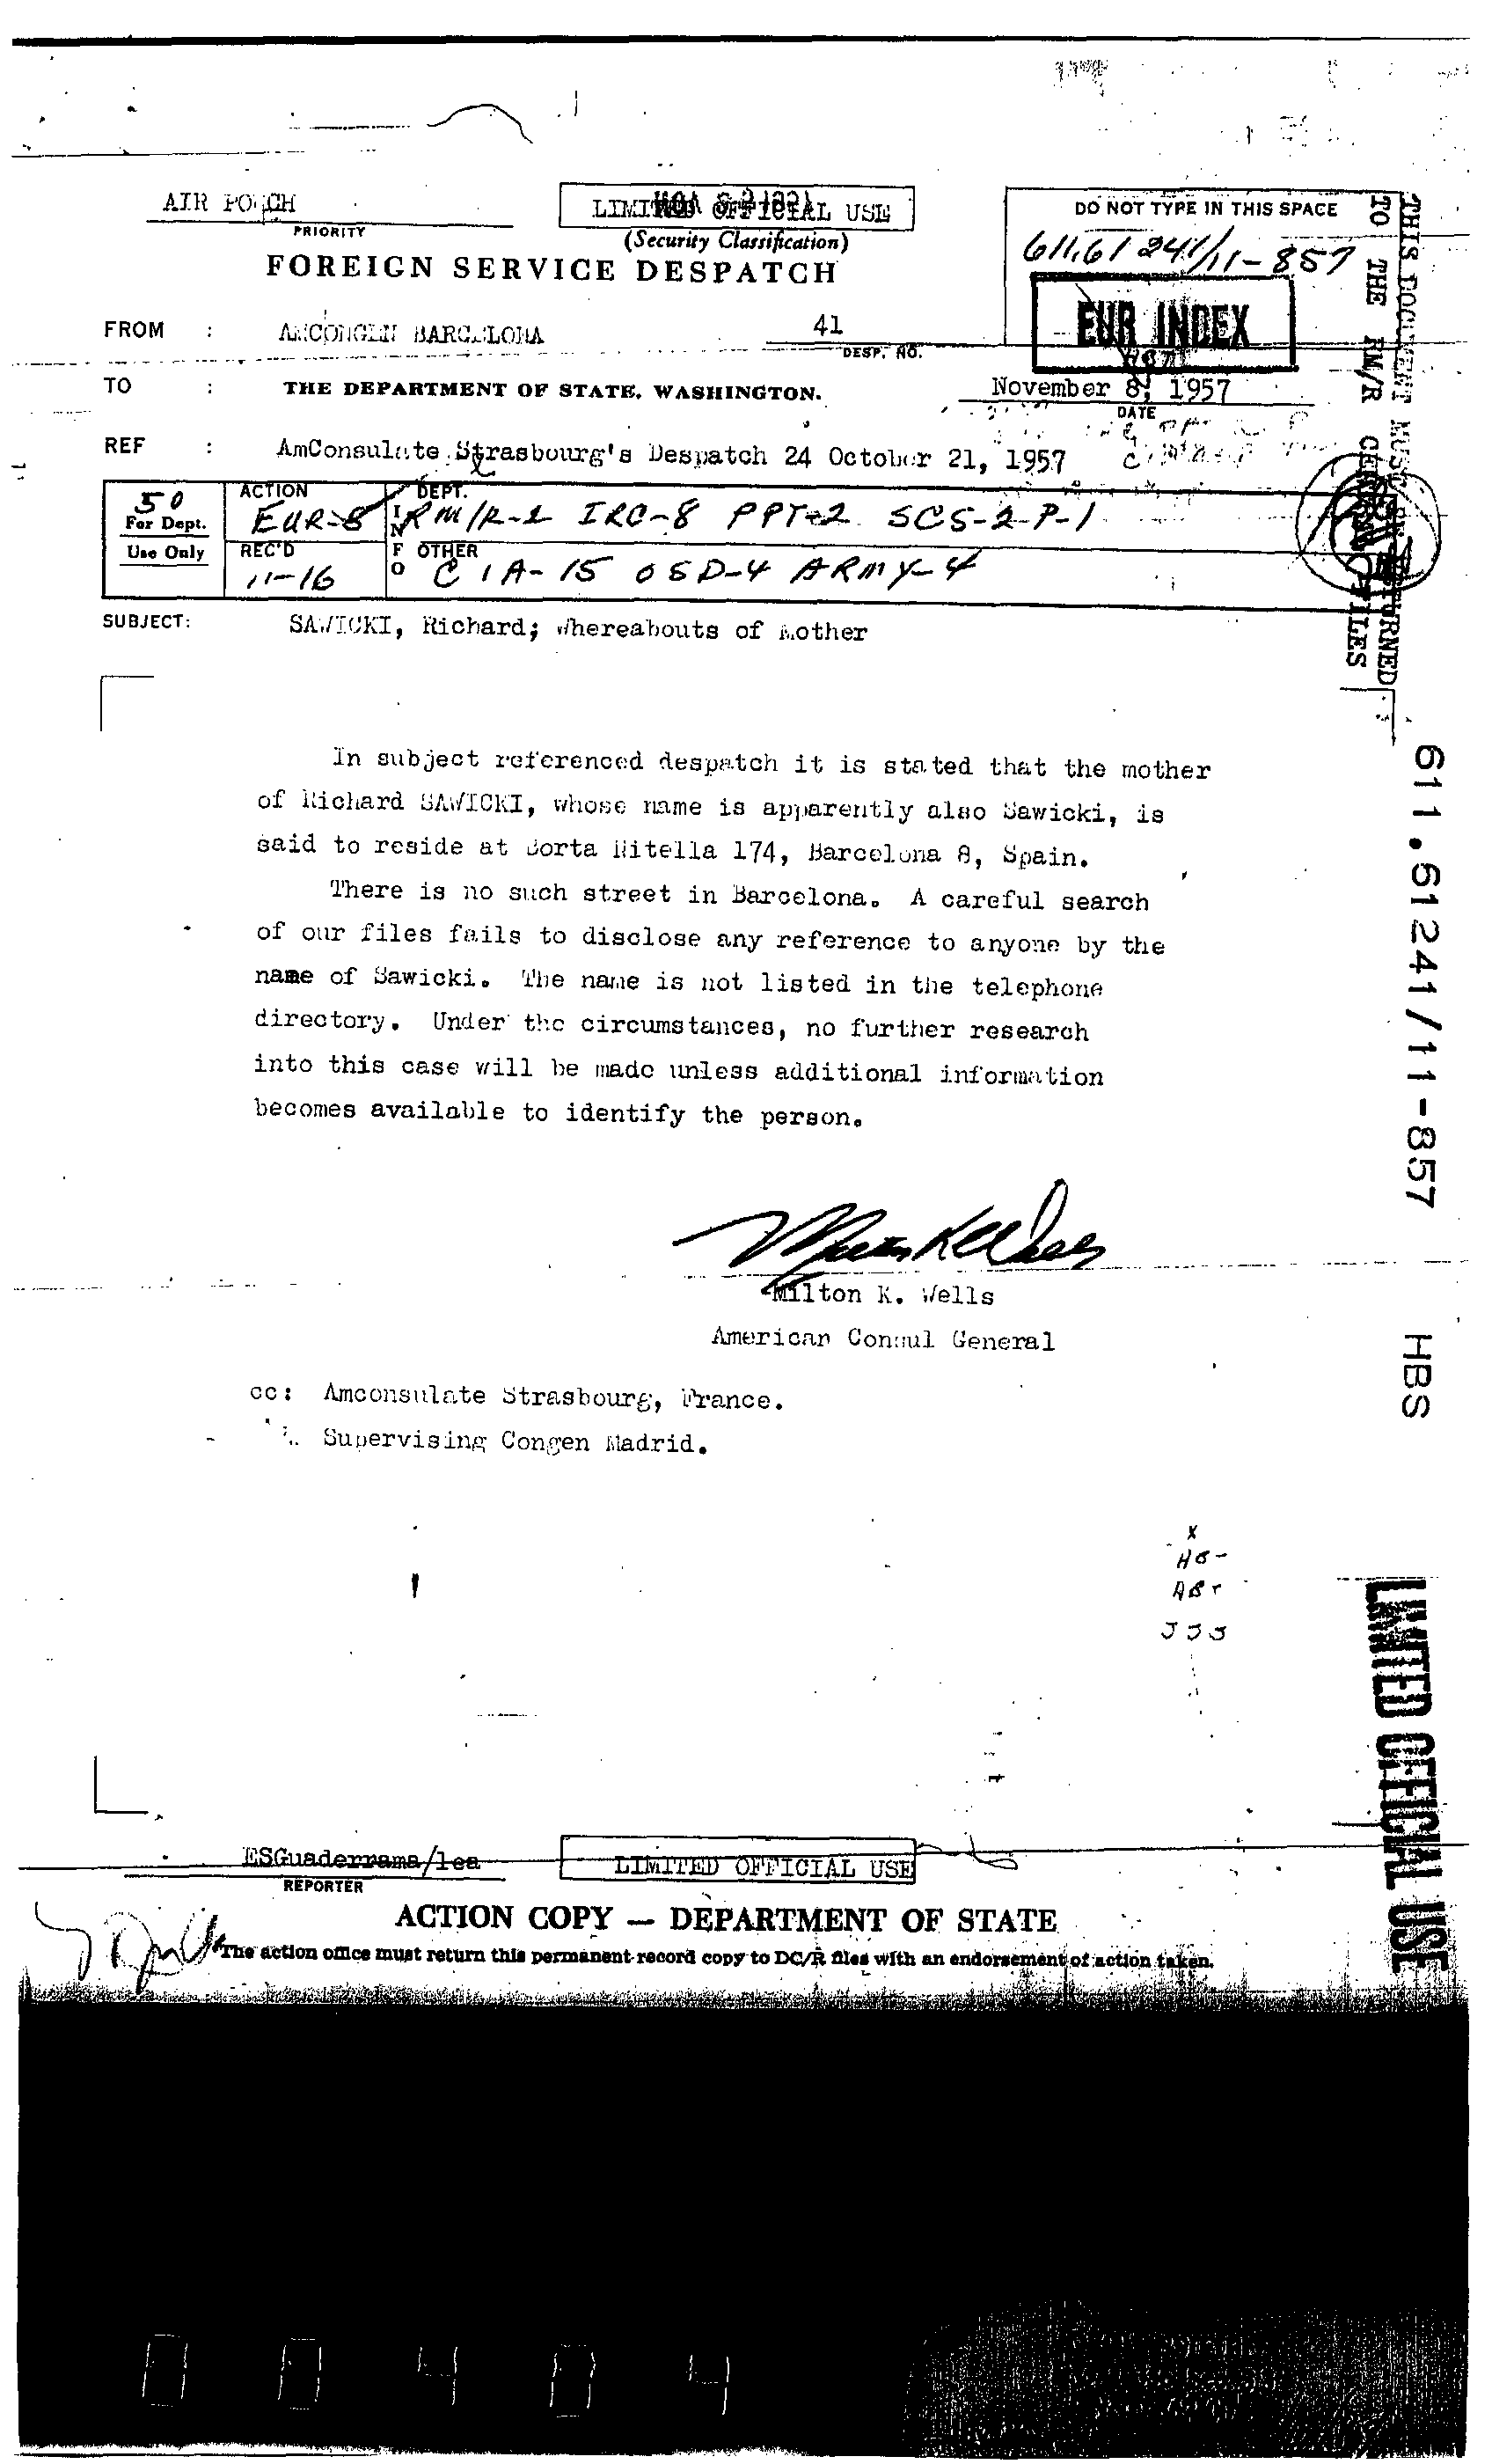 AIR POUCH
PRIORITY
LIMITED OFFICIAL USE
(Security Classification)
DO NOT TYPE IN THIS SPACE
611.61241/11-857
FOREIGN SERVICE DESPATCH
EUR INDEX
FROM : AMCONGEN BARCELONA
41
DESP. NO.
TO : THE DEPARTMENT OF STATE, WASHINGTON.
November 8, 1957
DATE
REF : AmConsulate Strasbourg's Despatch 24 October 21, 1957
50
For Dept.
Use Only
ACTION
EUR-8
DEPT.
RM/R-2 IRC-8 PPT-2 SCS-2 P-1
REC'D
11-16
INFO
OTHER
CIA-15 OSD-4 ARMY-4
SUBJECT: SAWICKI, Richard; Whereabouts of Mother
THIS DOCUMENT MUST BE RETURNED
TO THE RM/R CENTRAL FILES
In subject referenced despatch it is stated that the mother
of Richard SAWICKI, whose name is apparently also Sawicki, is
said to reside at Borta Ritella 174, Barcelona 8, Spain.
There is no such street in Barcelona. A careful search
of our files fails to disclose any reference to anyone by the
name of Sawicki. The name is not listed in the telephone
directory. Under the circumstances, no further research
into this case will be made unless additional information
becomes available to identify the person.
611.61241/11-857 HBS
Milton K. Wells
American Consul General
cc: Amconsulate Strasbourg, France.
Supervising Congen Madrid.
X
HB-
ABT
JJJ
LIMITED OFFICIAL USE
ESGuaderrama/lea
REPORTER
LIMITED OFFICIAL USE
ACTION COPY — DEPARTMENT OF STATE
The action office must return this permanent record copy to DC/R files with an endorsement of action taken.
00404